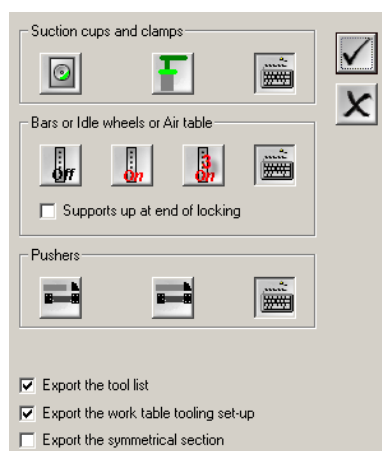 Suction cups and clamps
Bars or Idle wheels or Air table
Off
On
3
On
Supports up at end of locking
Pushers
Export the tool list
Export the work table tooling set-up
Export the symmetrical section